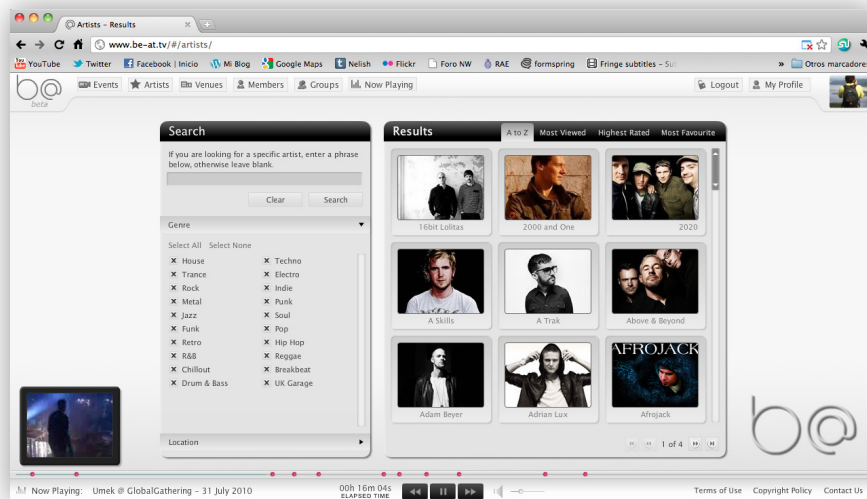 Artists - Results
www.be-at.tv/#/artists/
YouTube Twitter Facebook | Inicio Mi Blog Google Maps Nelish Flickr Foro NW RAE formspring Fringe subtitles - Su » Otros marcadores
b@
beta
Events Artists Venues Members Groups Now Playing Logout My Profile
Search
If you are looking for a specific artist, enter a phrase
below, otherwise leave blank.
Clear Search
Genre
Select All Select None
House Techno
Trance Electro
Rock Indie
Metal Punk
Jazz Soul
Funk Pop
Retro Hip Hop
R&B Reggae
Chillout Breakbeat
Drum & Bass UK Garage
Location
Results A to Z Most Viewed Highest Rated Most Favourite
16bit Lolitas 2000 and One 2020
A Skills A Trak Above & Beyond
AFROJACK
Adam Beyer Adrian Lux Afrojack
1 of 4
b@
Now Playing: Umek @ GlobalGathering - 31 July 2010
00h 16m 04s
ELAPSED TIME
Terms of Use Copyright Policy Contact Us